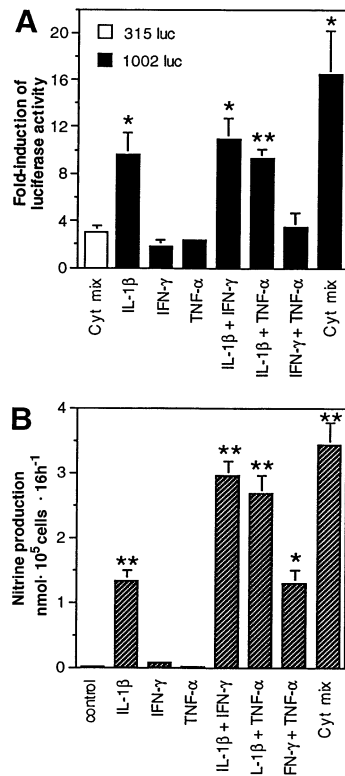 A
Fold-induction of
luciferase activity
20
16
12
8
4
0
315 luc
1002 luc
*
*
**
*
Cyt mix
IL-1β
IFN-γ
TNF-α
IL-1β + IFN-γ
IL-1β + TNF-α
IFN-γ + TNF-α
Cyt mix
B
Nitrine production
nmol· 10⁵ cells · 16h⁻¹
4
3
2
1
0
**
**
**
*
**
control
IL-1β
IFN-γ
TNF-α
IL-1β + IFN-γ
L-1β + TNF-α
FN-γ + TNF-α
Cyt mix